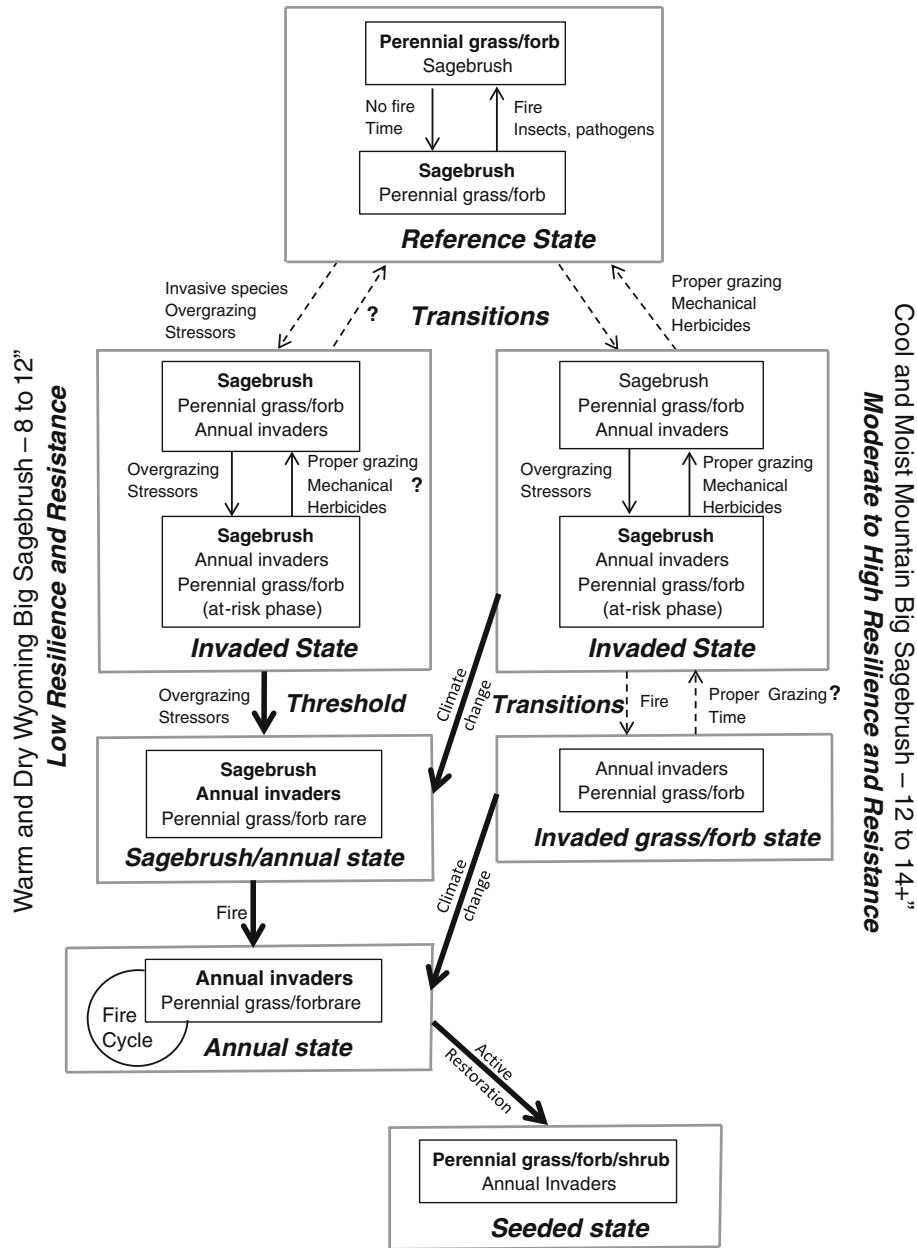 Perennial grass/forb
Sagebrush
No fire
Time
Fire
Insects, pathogens
Sagebrush
Perennial grass/forb
Reference State
Invasive species
Overgrazing
Stressors
?
Transitions
Proper grazing
Mechanical
Herbicides
Warm and Dry Wyoming Big Sagebrush – 8 to 12”
Low Resilience and Resistance
Sagebrush
Perennial grass/forb
Annual invaders
Overgrazing
Stressors
Proper grazing
Mechanical ?
Herbicides
Sagebrush
Annual invaders
Perennial grass/forb
(at-risk phase)
Invaded State
Sagebrush
Perennial grass/forb
Annual invaders
Overgrazing
Stressors
Proper grazing
Mechanical
Herbicides
Sagebrush
Annual invaders
Perennial grass/forb
(at-risk phase)
Invaded State
Cool and Moist Mountain Big Sagebrush – 12 to 14+”
Moderate to High Resilience and Resistance
Overgrazing
Stressors
Threshold
Climate
change
Transitions
Fire
Proper Grazing ?
Time
Sagebrush
Annual invaders
Perennial grass/forb rare
Sagebrush/annual state
Annual invaders
Perennial grass/forb
Invaded grass/forb state
Fire
Climate
change
Annual invaders
Perennial grass/forbrare
Fire
Cycle
Annual state
Active
Restoration
Perennial grass/forb/shrub
Annual Invaders
Seeded state